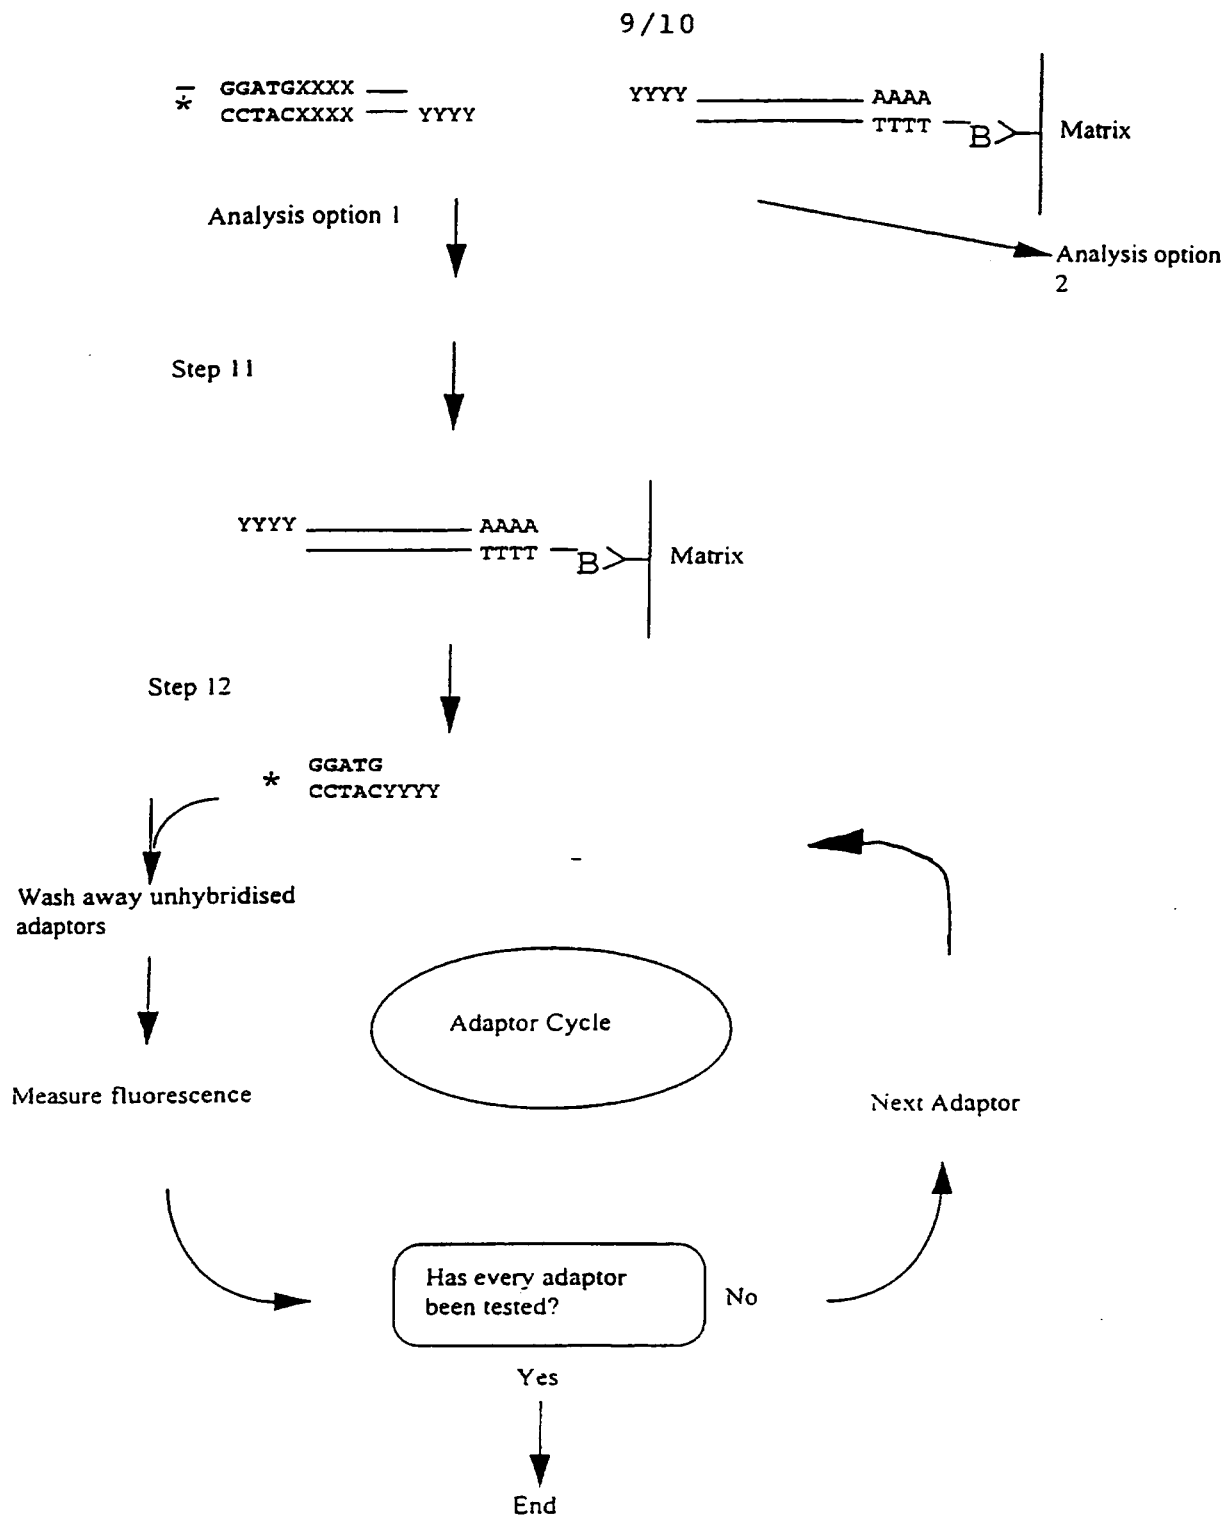 9/10
* GGATGXXXX
CCTACXXXX YYYY
YYYY AAAA
TTTT B Matrix
Analysis option 1
Analysis option
2
Step 11
YYYY AAAA
TTTT B Matrix
Step 12
* GGATG
CCTACYYYY
Wash away unhybridised
adaptors
Adaptor Cycle
Measure fluorescence
Next Adaptor
Has every adaptor
been tested?
No
Yes
End